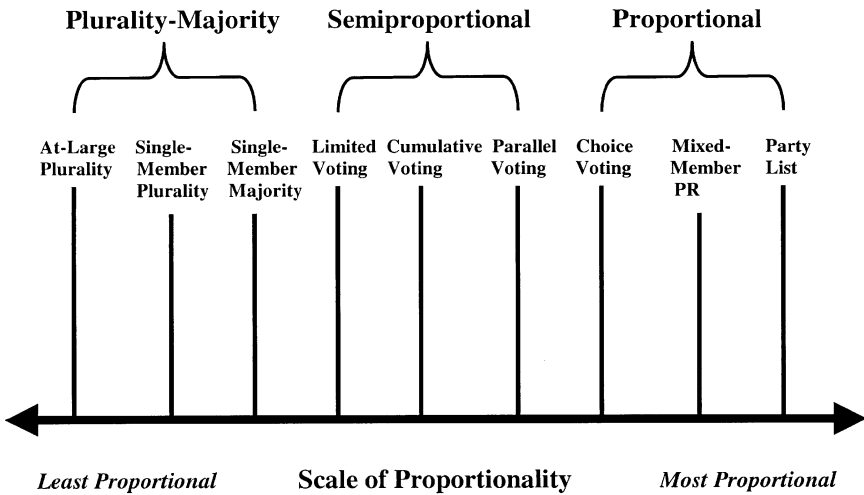 Plurality-Majority Semiproportional Proportional
At-Large Single- Single- Limited Cumulative Parallel Choice Mixed- Party
Plurality Member Member Voting Voting Voting Voting Member List
Plurality Majority PR
Least Proportional Scale of Proportionality Most Proportional